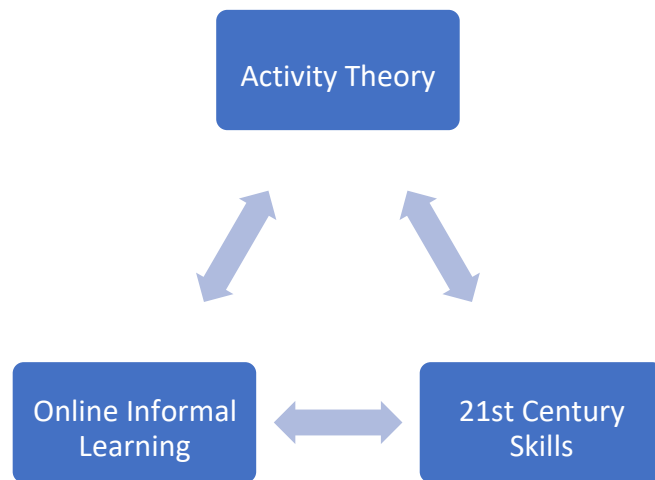 Activity Theory
Online Informal
Learning
21st Century
Skills